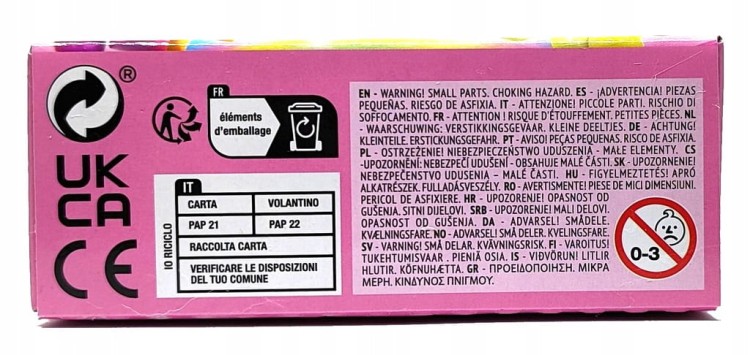 ®
UK
CA
CE
FR
éléments
d'emballage
IO RICICLO
IT
CARTA VOLANTINO
PAP 21 PAP 22
RACCOLTA CARTA
VERIFICARE LE DISPOSIZIONI
DEL TUO COMUNE
EN - WARNING! SMALL PARTS. CHOKING HAZARD. ES - ¡ADVERTENCIA! PIEZAS
PEQUEÑAS. RIESGO DE ASFIXIA. IT - ATTENZIONE! PICCOLE PARTI. RISCHIO DI
SOFFOCAMENTO. FR - ATTENTION ! RISQUE D'ÉTOUFFEMENT. PETITES PIÈCES. NL
- WAARSCHUWING: VERSTIKKINGSGEVAAR. KLEINE DEELTJES. DE - ACHTUNG!
KLEINTEILE. ERSTICKUNGSGEFAHR. PT - AVISO! PEÇAS PEQUENAS. RISCO DE ASFIXIA.
PL - OSTRZEŻENIE! NIEBEZPIECZEŃSTWO UDUSZENIA - MAŁE ELEMENTY. CS
- UPOZORNĚNÍ: NEBEZPEČÍ UDUŠENÍ - OBSAHUJE MALÉ ČÁSTI. SK - UPOZORNENIE!
NEBEZPEČENSTVO UDUSENIA – MALÉ ČASTI. HU - FIGYELMEZTETÉS! APRÓ
ALKATRÉSZEK. FULLADÁSVESZÉLY. RO - AVERTISMENTE! PIESE DE MICI DIMENSIUNI.
PERICOL DE ASFIXIERE. HR - UPOZORENJE! OPASNOST OD
GUŠENJA. SITNI DIJELOVI. SRB - UPOZORENJE! MALI DELOVI.
OPASNOST OD GUŠENJA. DA - ADVARSEL! SMÅDELE.
KVÆLNINGSFARE. NO - ADVARSEL! SMÅ DELER. KVELINGSFARE.
SV – VARNING! SMÅ DELAR. KVÄVNINGSRISK. FI - VAROITUS!
TUKEHTUMISVAAR . PIENIÄ OSIA. IS - VIÐVÖRUN! LITLIR
HLUTIR. KÖFNUHÆTTA. GR - ΠΡΟΕΙΔΟΠΟΙΗΣΗ. ΜΙΚΡΑ
ΜΕΡΗ. ΚΙΝΔΥΝΟΣ ΠΝΙΓΜΟΥ.
0-3